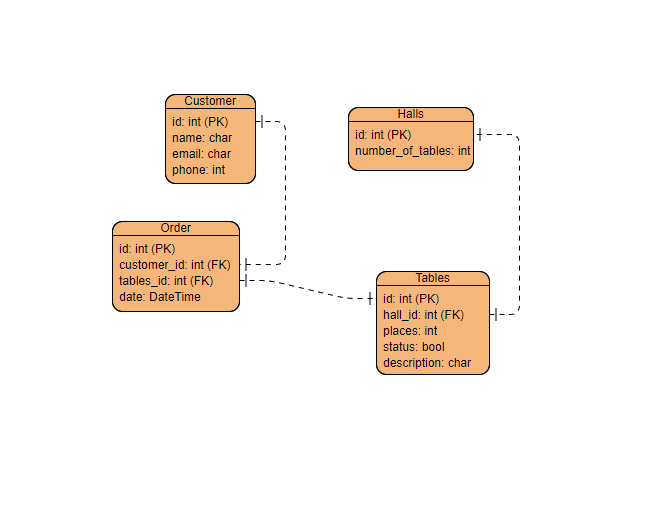 Customer
id: int (PK)
name: char
email: char
phone: int
Halls
id: int (PK)
number_of_tables: int
Order
id: int (PK)
customer_id: int (FK)
tables_id: int (FK)
date: DateTime
Tables
id: int (PK)
hall_id: int (FK)
places: int
status: bool
description: char